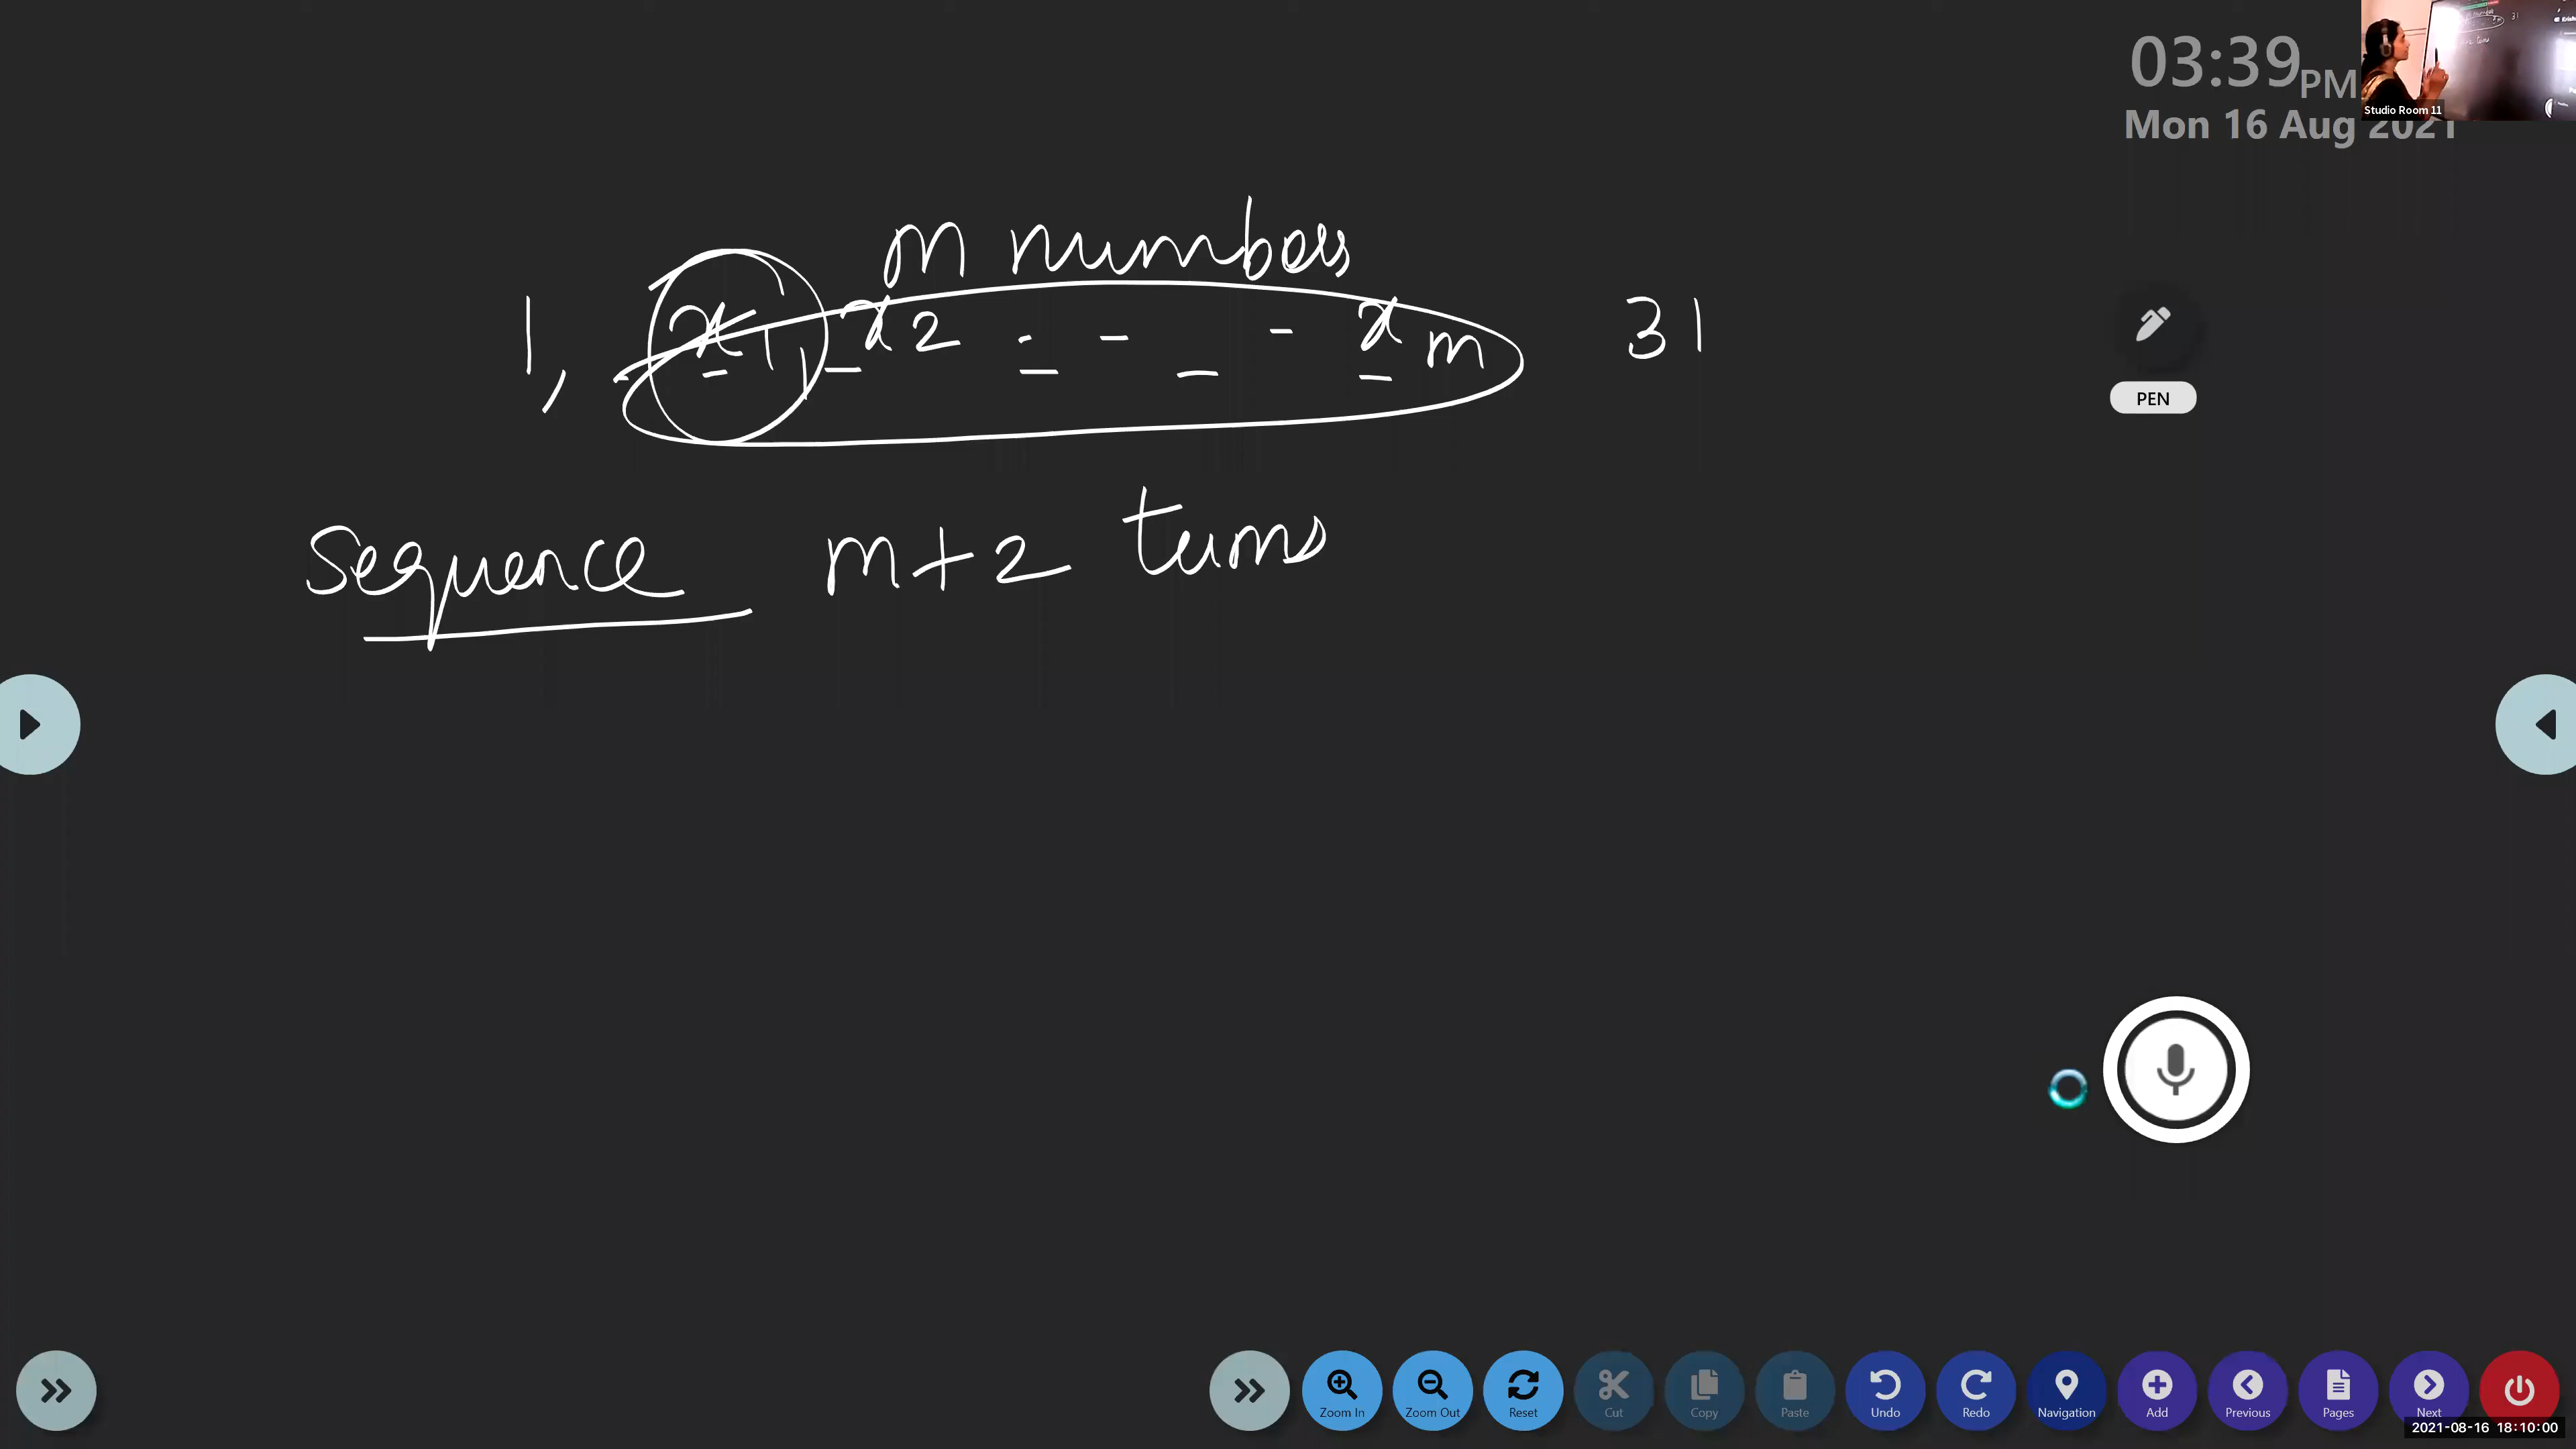 03:39 PM
Mon 16 Aug 2021
Studio Room 11
m numbers
1, x1, x2 - - - xm 31
PEN
Sequence m+2 terms
Zoom In Zoom Out Reset Cut Copy Paste Undo Redo Navigation Add Previous Pages Next
2021-08-16 18:10:00